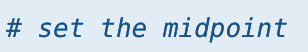 # set the midpoint